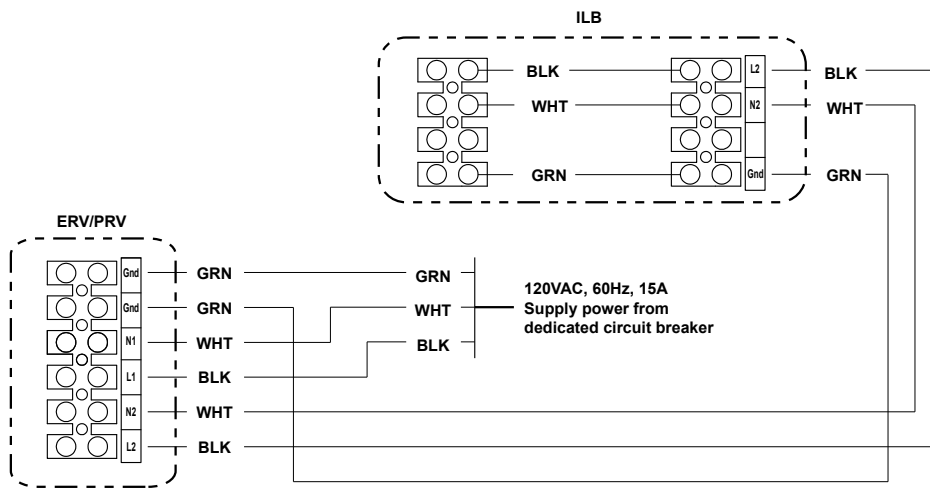 ILB
BLK L2 BLK
WHT N2 WHT
GRN Gnd GRN
ERV/PRV
Gnd GRN GRN
Gnd GRN
N1 WHT WHT
L1 BLK BLK
N2 WHT
L2 BLK
120VAC, 60Hz, 15A
Supply power from
dedicated circuit breaker